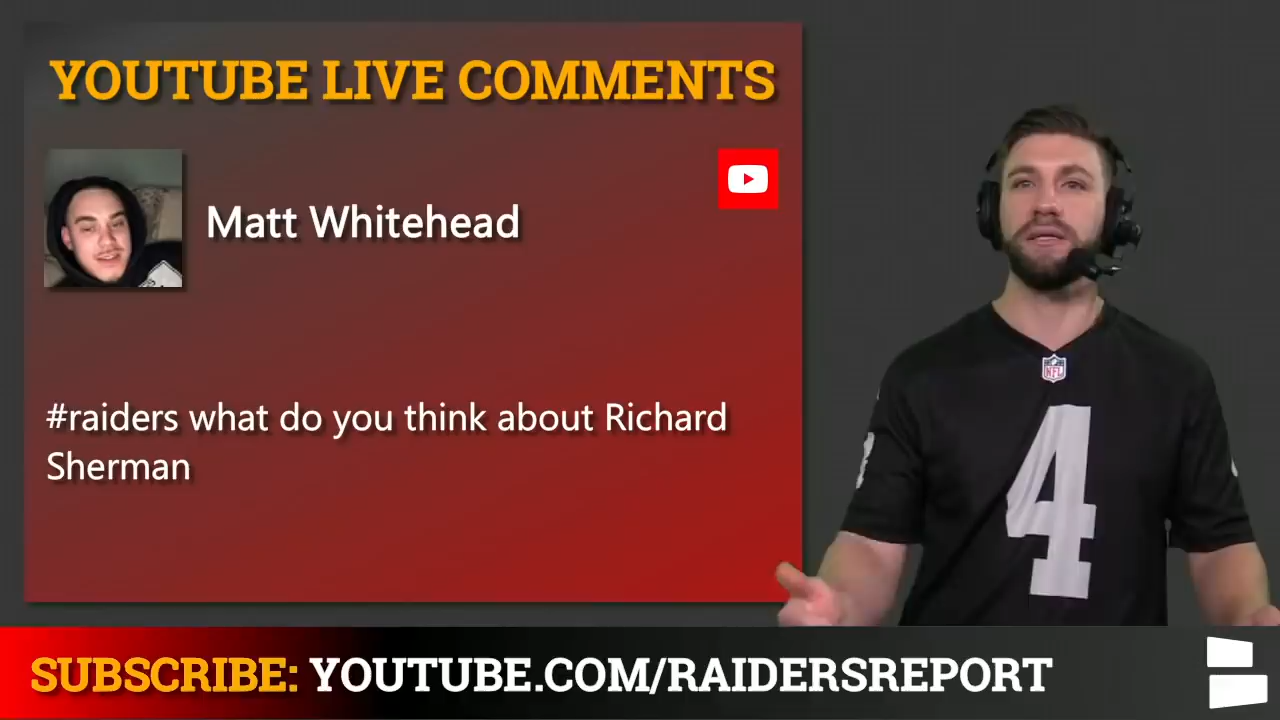 YOUTUBE LIVE COMMENTS
Matt Whitehead
#raiders what do you think about Richard
Sherman
NFL
4
SUBSCRIBE: YOUTUBE.COM/RAIDERSREPORT